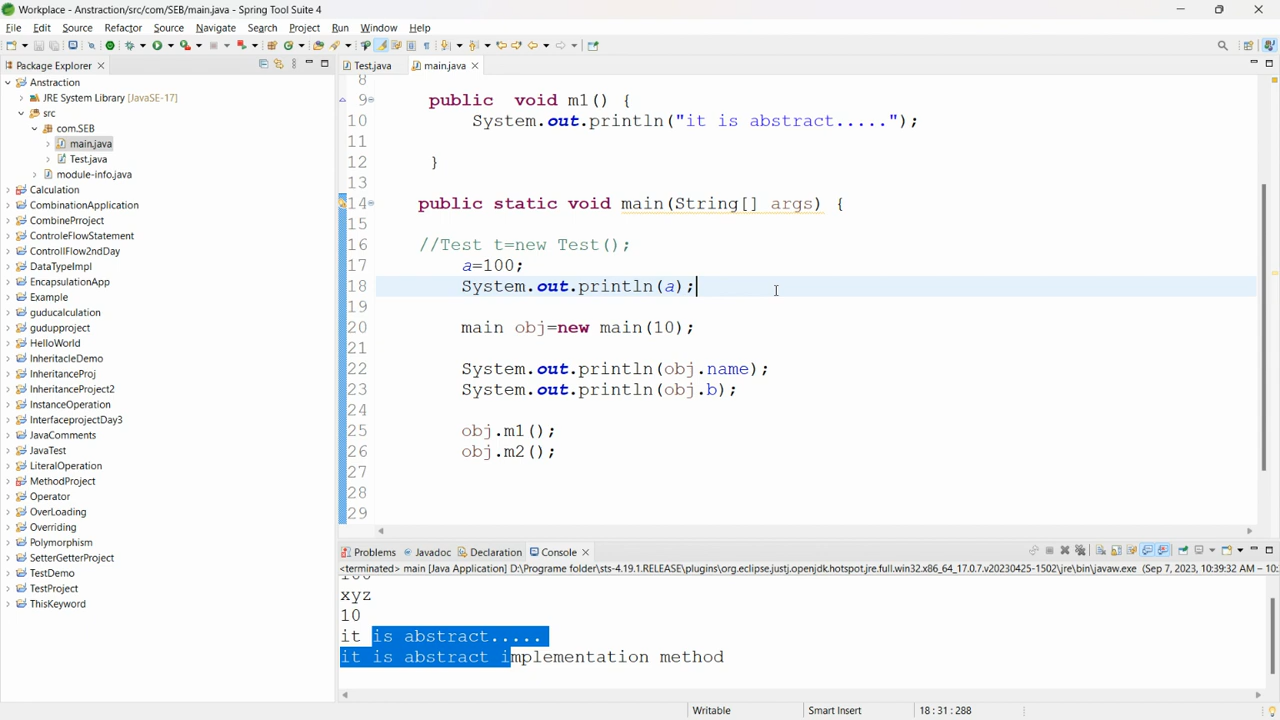 Workplace - Anstraction/src/com/SEB/main.java - Spring Tool Suite 4
File Edit Source Refactor Source Navigate Search Project Run Window Help
Package Explorer
Anstraction
JRE System Library [JavaSE-17]
src
com.SEB
main.java
Test.java
module-info.java
Calculation
CombinationApplication
CombineProject
ControleFlowStatement
ControllFlow2ndDay
DataTypeImpl
EncapsulationApp
Example
guducalculation
gudupproject
HelloWorld
InheritacleDemo
InheritanceProj
InheritanceProject2
InstanceOperation
InterfaceprojectDay3
JavaComments
JavaTest
LiteralOperation
MethodProject
Operator
OverLoading
Overriding
Polymorphism
SetterGetterProject
TestDemo
TestProject
ThisKeyword
Test.java main.java
8
9 public  void m1() {
10 System.out.println("it is abstract.....");
11
12 }
13
14 public static void main(String[] args) {
15
16 //Test t=new Test();
17 a=100;
18 System.out.println(a);
19
20 main obj=new main(10);
21
22 System.out.println(obj.name);
23 System.out.println(obj.b);
24
25 obj.m1();
26 obj.m2();
27
28
29
Problems Javadoc Declaration Console
<terminated> main [Java Application] D:\Programe folder\sts-4.19.1.RELEASE\plugins\org.eclipse.justj.openjdk.hotspot.jre.full.win32.x86_64_17.0.7.v20230425-1502\jre\bin\javaw.exe (Sep 7, 2023, 10:39:32 AM – 10:
100
xyz
10
it is abstract.....
it is abstract implementation method
Writable Smart Insert 18 : 31 : 288